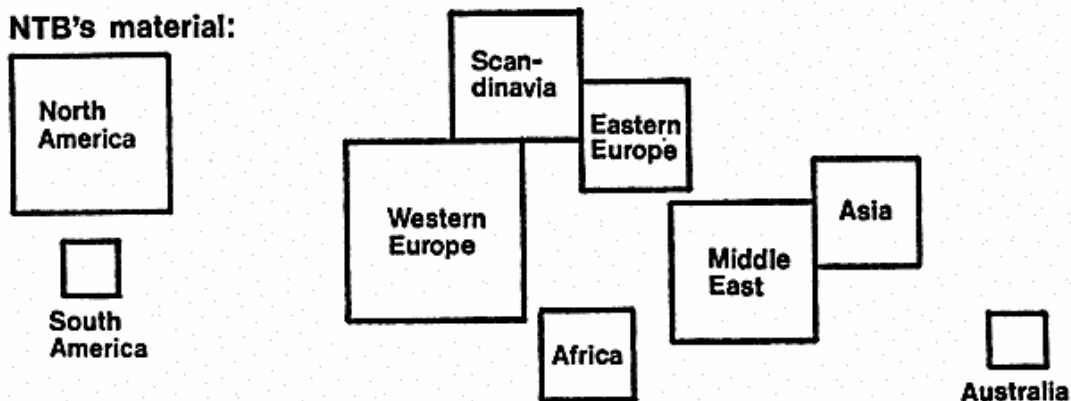 NTB's material:
North
America
South
America
Scan-
dinavia
Eastern
Europe
Western
Europe
Africa
Middle
East
Asia
Australia